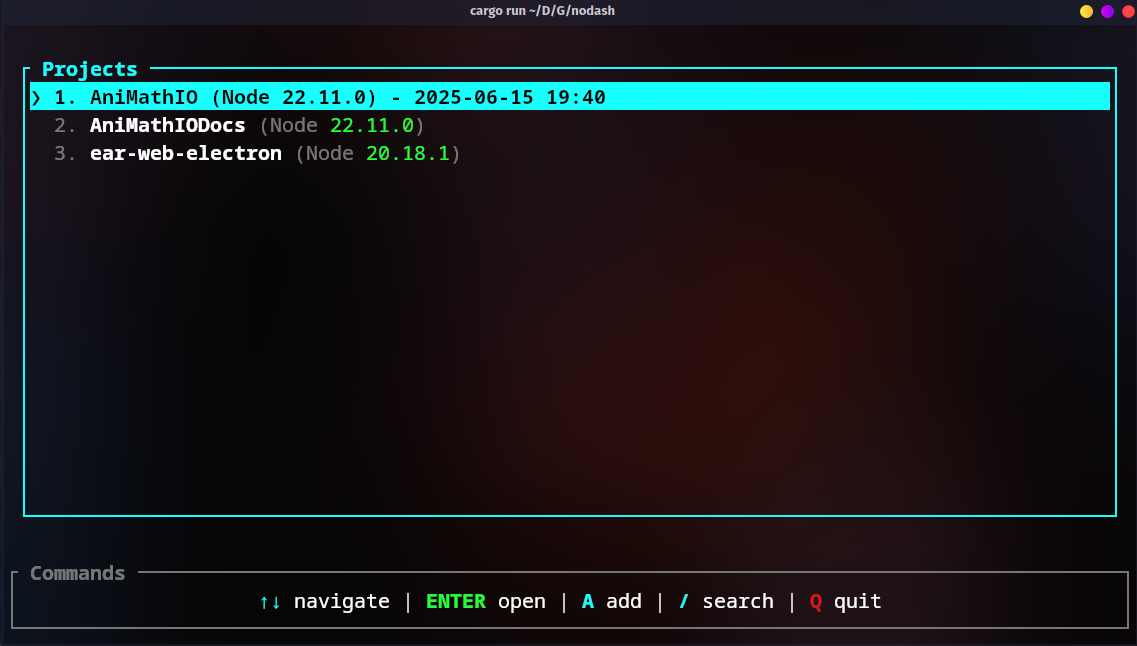 cargo run ~/D/G/nodash
Projects
❯ 1. AniMathIO (Node 22.11.0) - 2025-06-15 19:40
2. AniMathIODocs (Node 22.11.0)
3. ear-web-electron (Node 20.18.1)
Commands
↑↓ navigate | ENTER open | A add | / search | Q quit